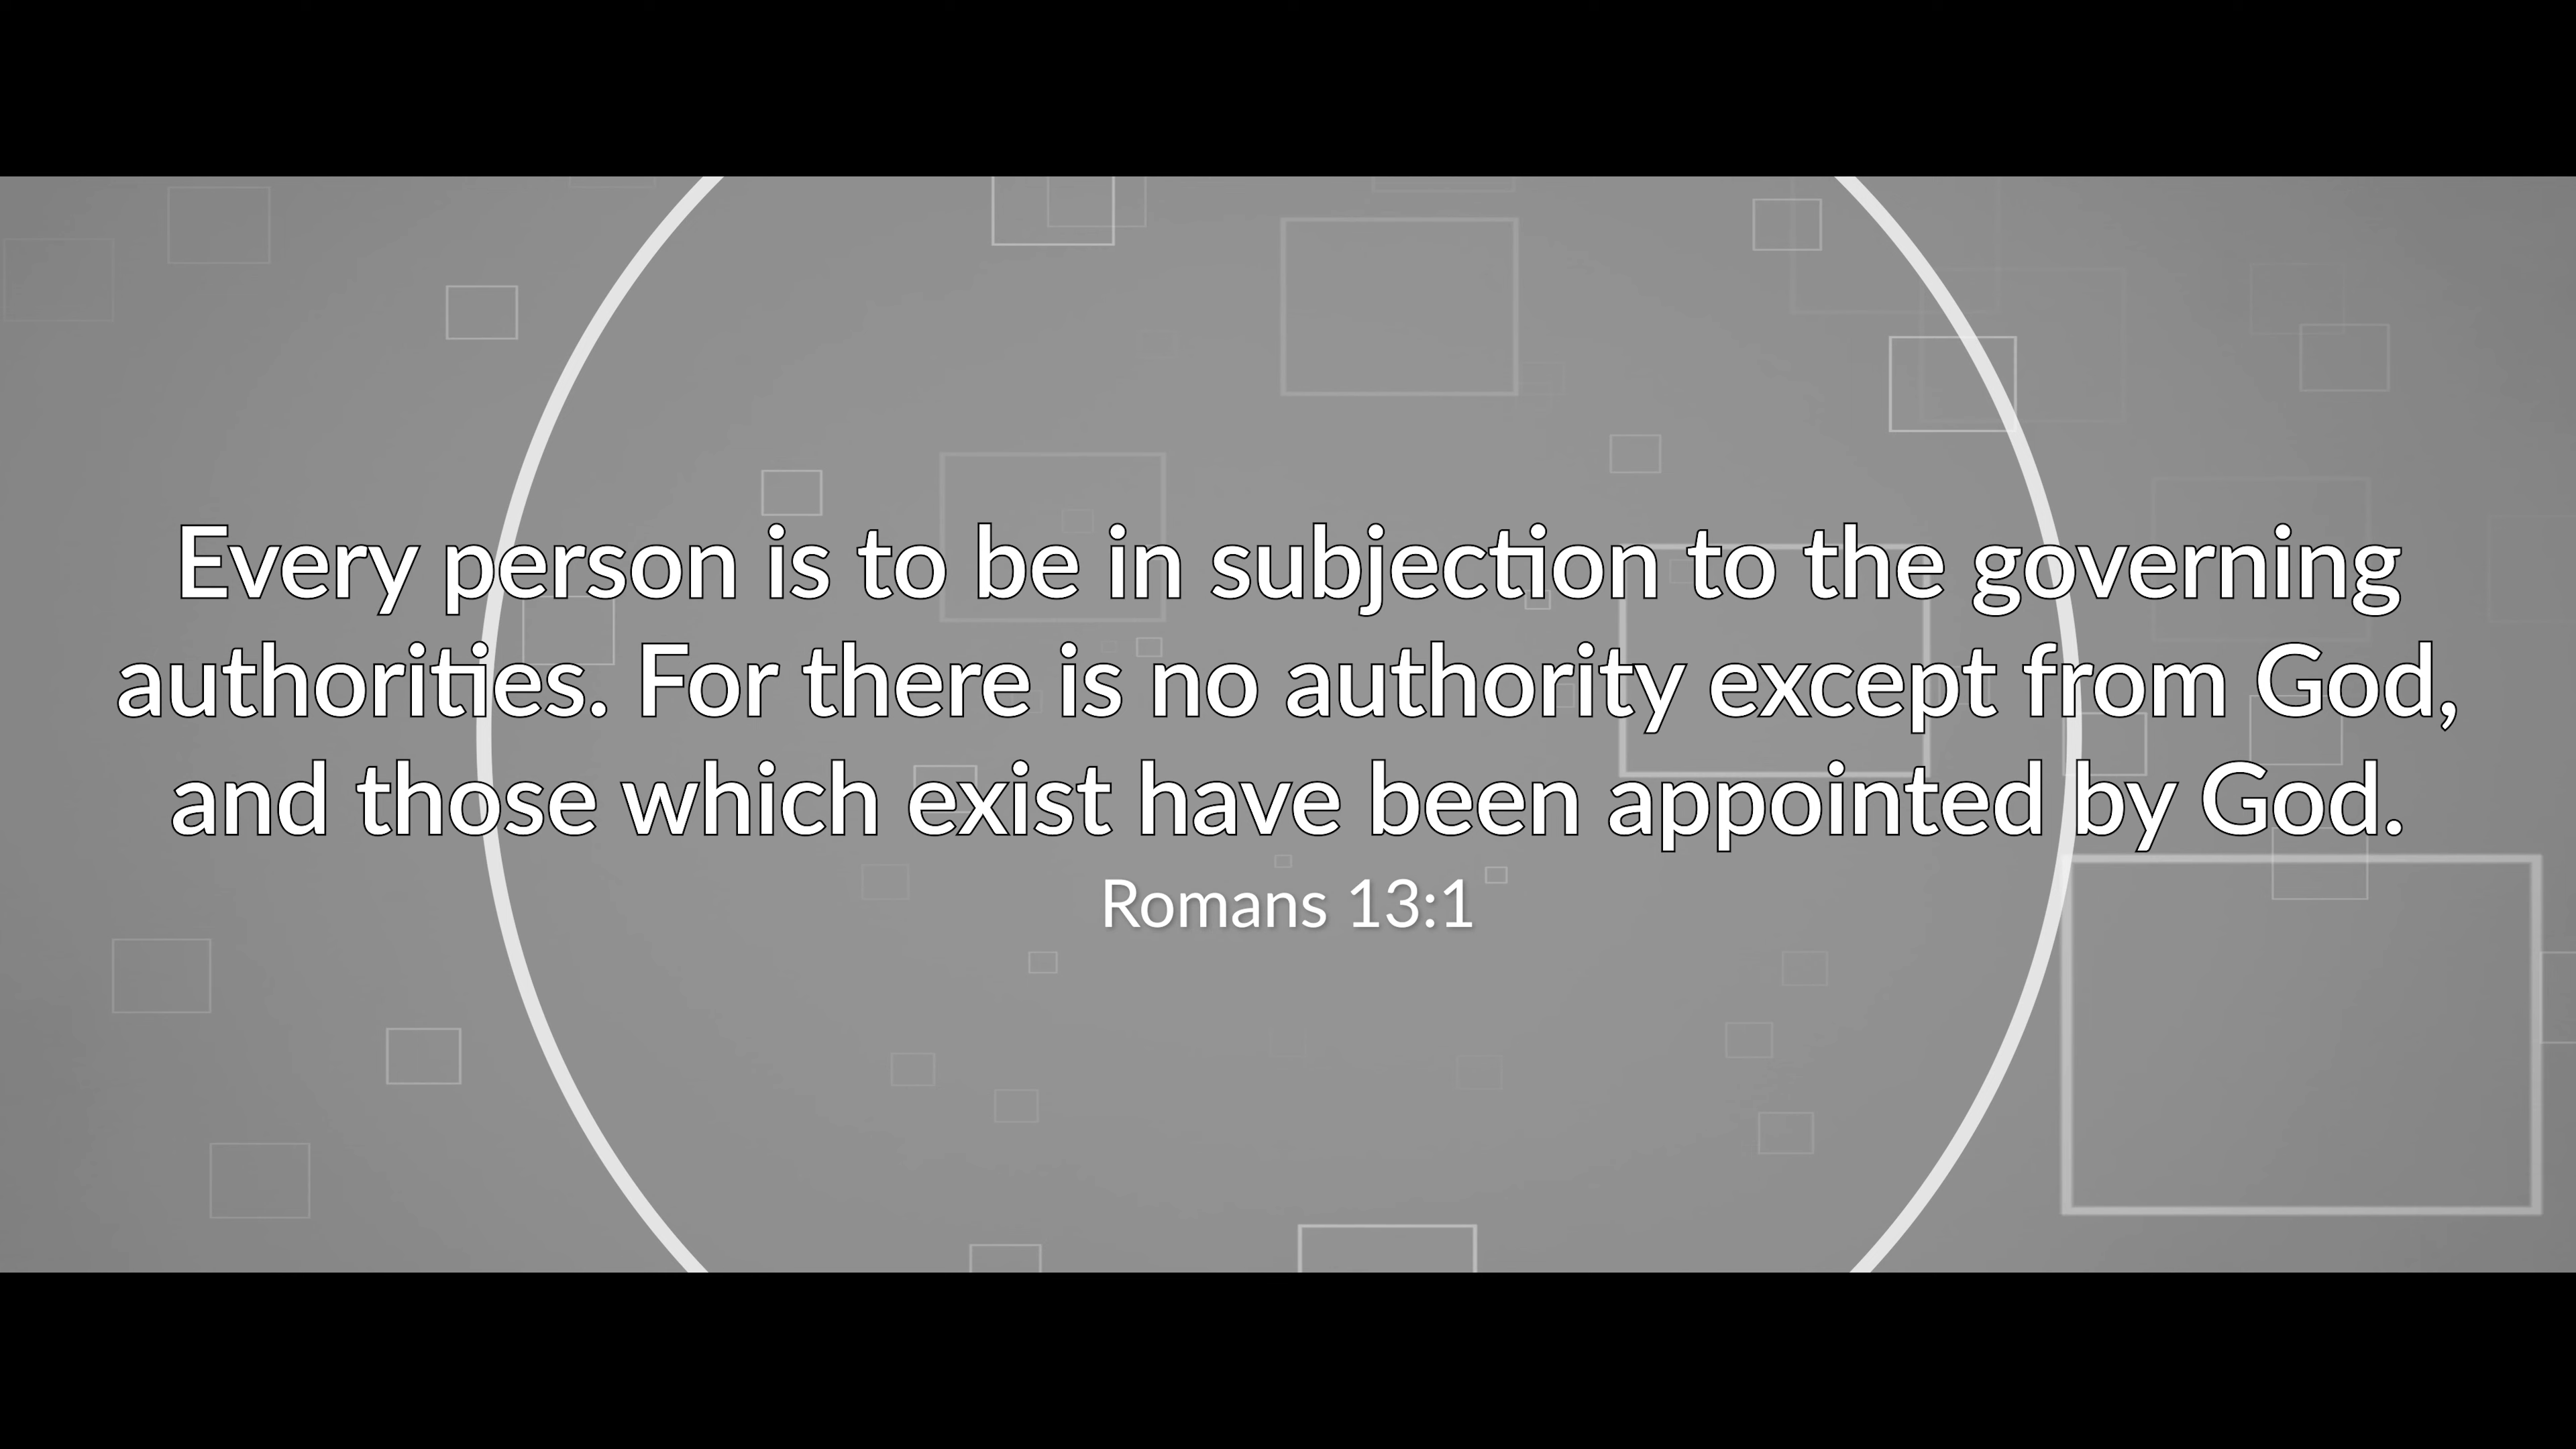 Every person is to be in subjection to the governing
authorities. For there is no authority except from God,
and those which exist have been appointed by God.
Romans 13:1